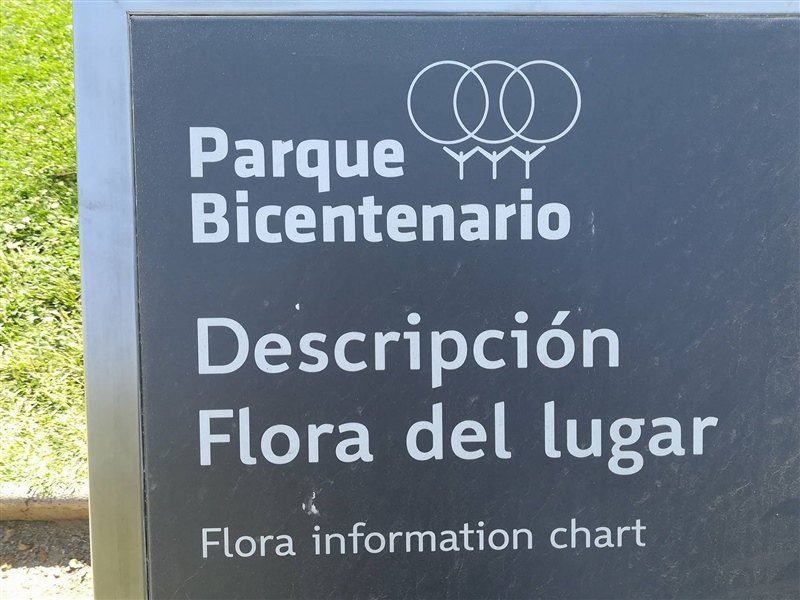 Parque
Bicentenario
Descripción
Flora del lugar
Flora information chart